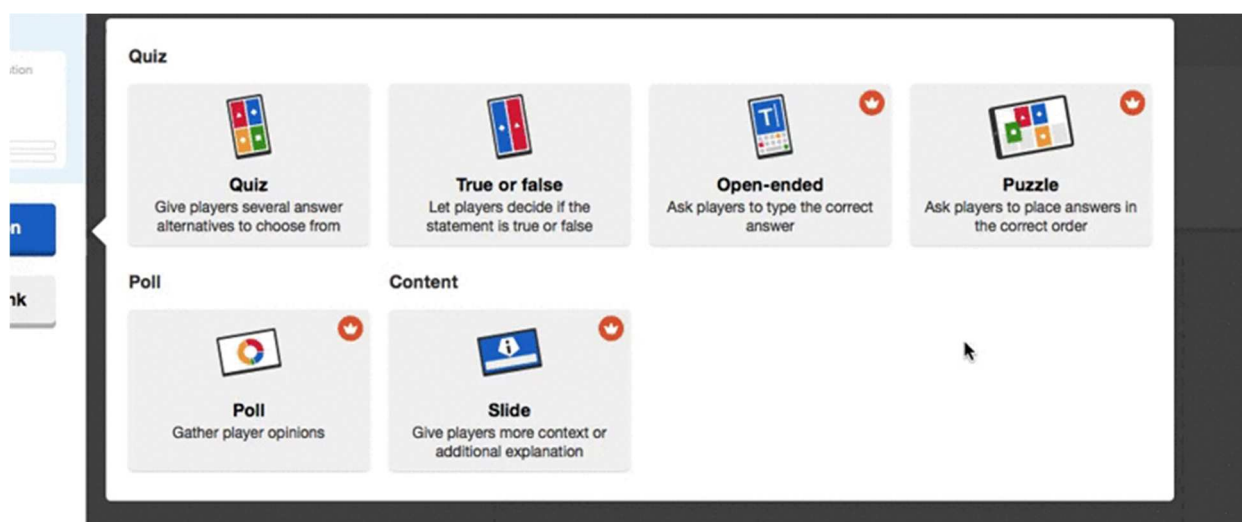 Quiz
Quiz
Give players several answer
alternatives to choose from
True or false
Let players decide if the
statement is true or false
Open-ended
Ask players to type the correct
answer
Puzzle
Ask players to place answers in
the correct order
Poll
Content
Poll
Gather player opinions
Slide
Give players more context or
additional explanation